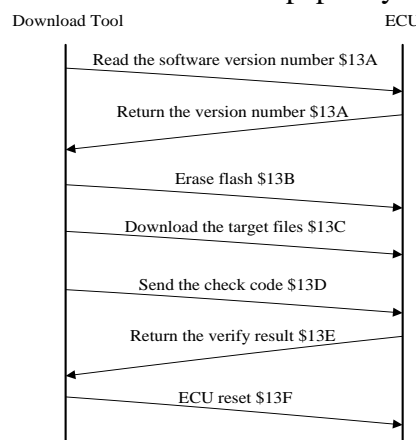 Download Tool
ECU
Read the software version number $13A
Return the version number $13A
Erase flash $13B
Download the target files $13C
Send the check code $13D
Return the verify result $13E
ECU reset $13F